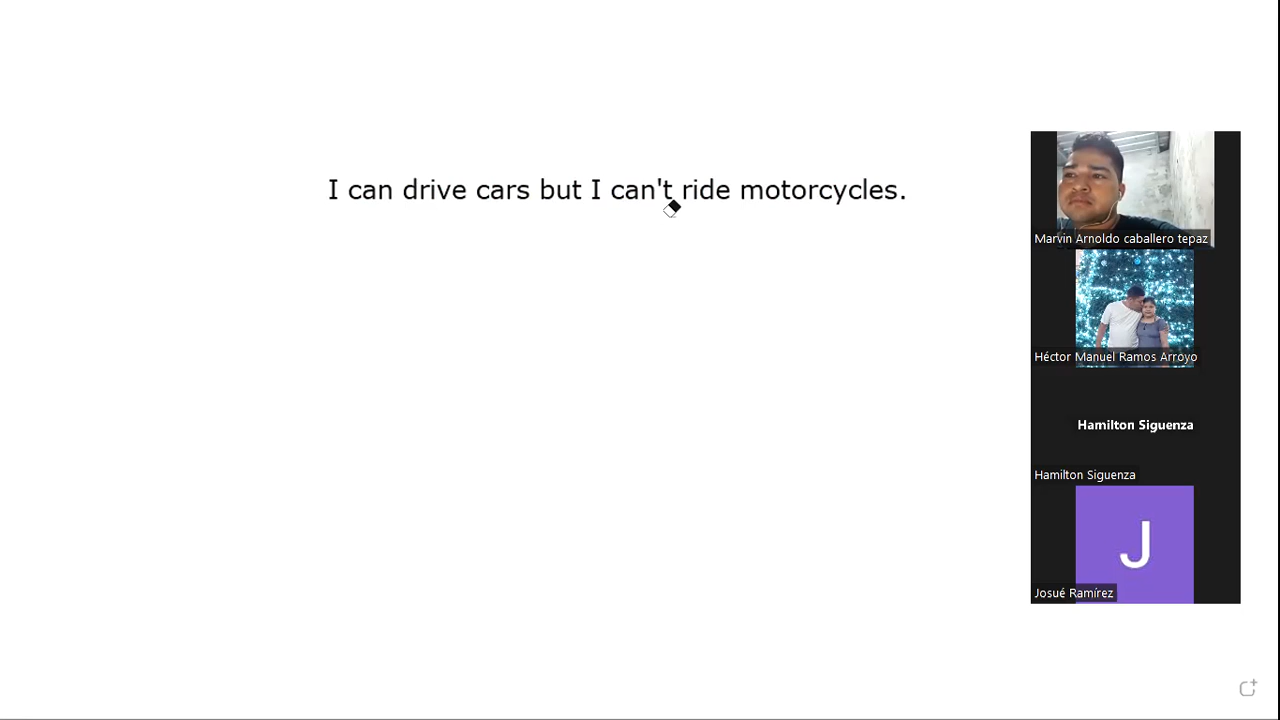 I can drive cars but I can't ride motorcycles.
Marvin Arnoldo caballero tepaz
Héctor Manuel Ramos Arroyo
Hamilton Siguenza
Hamilton Siguenza
J
Josué Ramírez